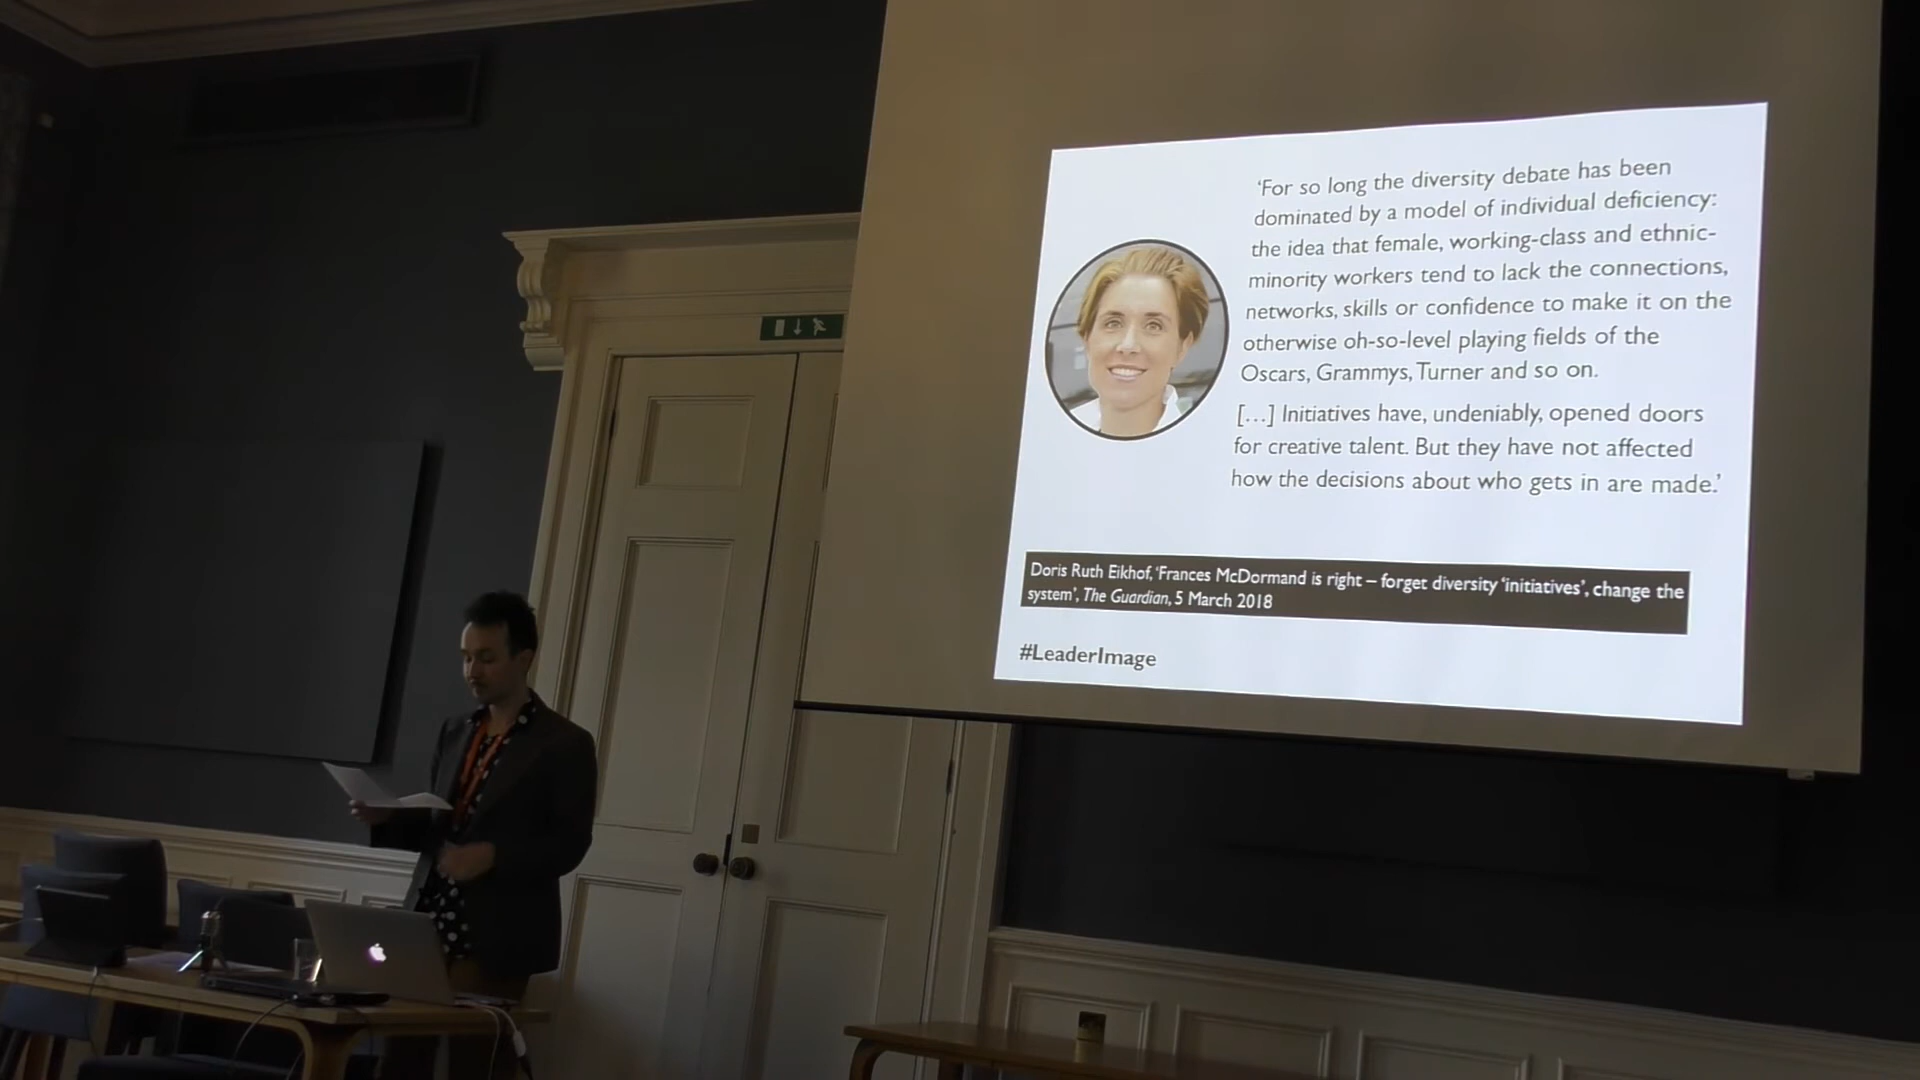 ‘For so long the diversity debate has been
dominated by a model of individual deficiency:
the idea that female, working-class and ethnic-
minority workers tend to lack the connections,
networks, skills or confidence to make it on the
otherwise oh-so-level playing fields of the
Oscars, Grammys, Turner and so on.
[…] Initiatives have, undeniably, opened doors
for creative talent. But they have not affected
how the decisions about who gets in are made.’
Doris Ruth Eikhof, ‘Frances McDormand is right – forget diversity ‘initiatives’, change the
system’, The Guardian, 5 March 2018
#LeaderImage